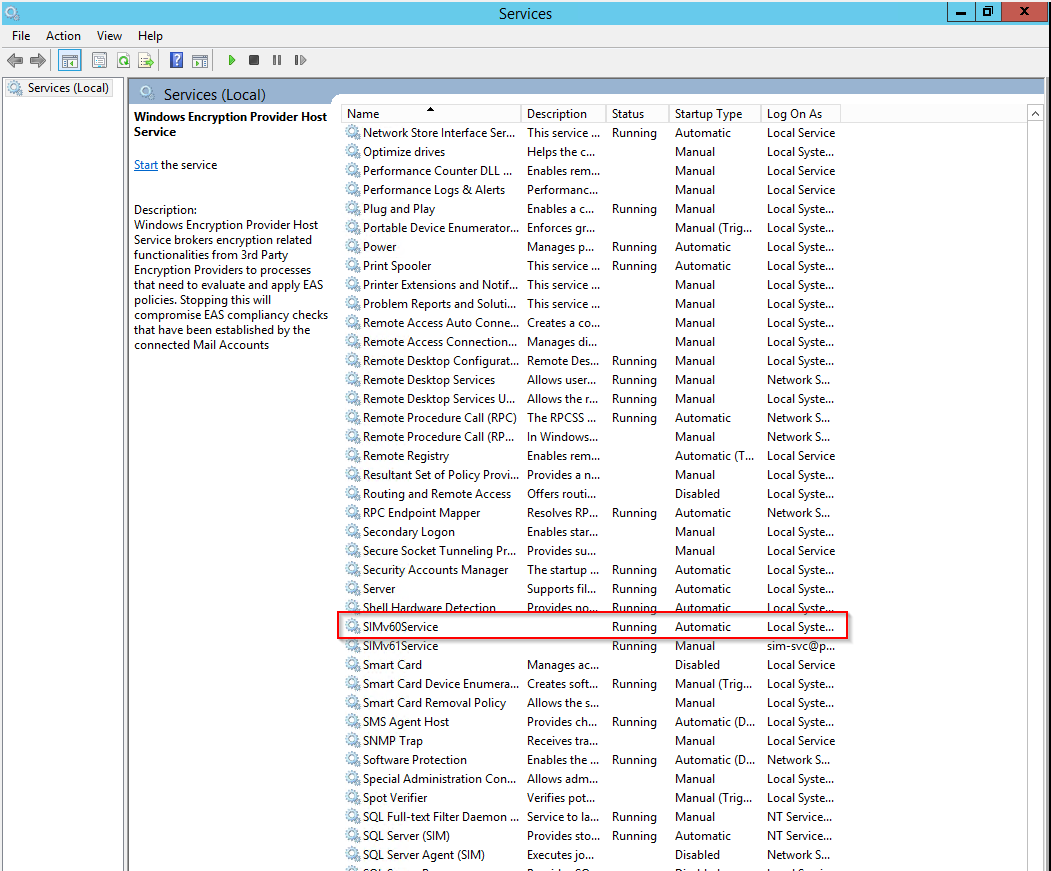 Services
File Action View Help
Services (Local)
Services (Local)
Windows Encryption Provider Host
Service
Start the service
Description:
Windows Encryption Provider Host
Service brokers encryption related
functionalities from 3rd Party
Encryption Providers to processes
that need to evaluate and apply EAS
policies. Stopping this will
compromise EAS compliancy checks
that have been established by the
connected Mail Accounts
Name Description Status Startup Type Log On As
Network Store Interface Ser... This service ... Running Automatic Local Service
Optimize drives Helps the c... Manual Local Syste...
Performance Counter DLL ... Enables rem... Manual Local Service
Performance Logs & Alerts Performanc... Manual Local Service
Plug and Play Enables a c... Running Manual Local Syste...
Portable Device Enumerator... Enforces gr... Manual (Trig... Local Syste...
Power Manages p... Running Automatic Local Syste...
Print Spooler This service ... Running Automatic Local Syste...
Printer Extensions and Notif... This service ... Manual Local Syste...
Problem Reports and Soluti... This service ... Manual Local Syste...
Remote Access Auto Conne... Creates a co... Manual Local Syste...
Remote Access Connection... Manages di... Manual Local Syste...
Remote Desktop Configurat... Remote Des... Running Manual Local Syste...
Remote Desktop Services Allows user... Running Manual Network S...
Remote Desktop Services U... Allows the r... Running Manual Local Syste...
Remote Procedure Call (RPC) The RPCSS ... Running Automatic Network S...
Remote Procedure Call (RP... In Windows... Manual Network S...
Remote Registry Enables rem... Automatic (T... Local Service
Resultant Set of Policy Provi... Provides a n... Manual Local Syste...
Routing and Remote Access Offers routi... Disabled Local Syste...
RPC Endpoint Mapper Resolves RP... Running Automatic Network S...
Secondary Logon Enables star... Manual Local Syste...
Secure Socket Tunneling Pr... Provides su... Manual Local Service
Security Accounts Manager The startup ... Running Automatic Local Syste...
Server Supports fil... Running Automatic Local Syste...
Shell Hardware Detection Provides no... Running Automatic Local Syste...
SIMv60Service Running Automatic Local Syste...
SIMv61Service Running Manual sim-svc@p...
Smart Card Manages ac... Disabled Local Syste...
Smart Card Device Enumera... Creates soft... Running Manual (Trig... Local Syste...
Smart Card Removal Policy Allows the s... Manual Local Syste...
SMS Agent Host Provides ch... Running Automatic (D... Local Syste...
SNMP Trap Receives tra... Manual Local Service
Software Protection Enables the ... Running Automatic (D... Network S...
Special Administration Con... Allows adm... Manual Local Syste...
Spot Verifier Verifies pot... Manual (Trig... Local Syste...
SQL Full-text Filter Daemon ... Service to la... Running Manual NT Service...
SQL Server (SIM) Provides sto... Running Automatic NT Service...
SQL Server Agent (SIM) Executes jo... Disabled Network S...